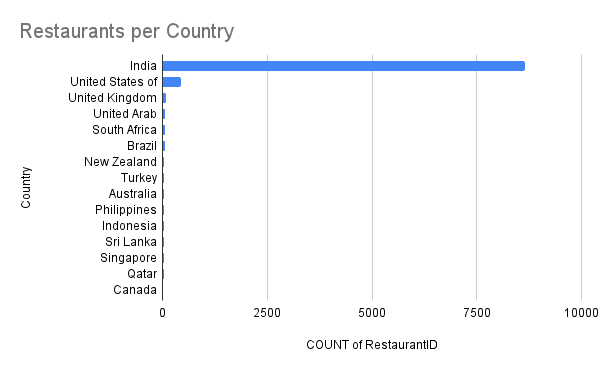 Restaurants per Country
Country
India
United States of
United Kingdom
United Arab
South Africa
Brazil
New Zealand
Turkey
Australia
Philippines
Indonesia
Sri Lanka
Singapore
Qatar
Canada
0 2500 5000 7500 10000
COUNT of RestaurantID